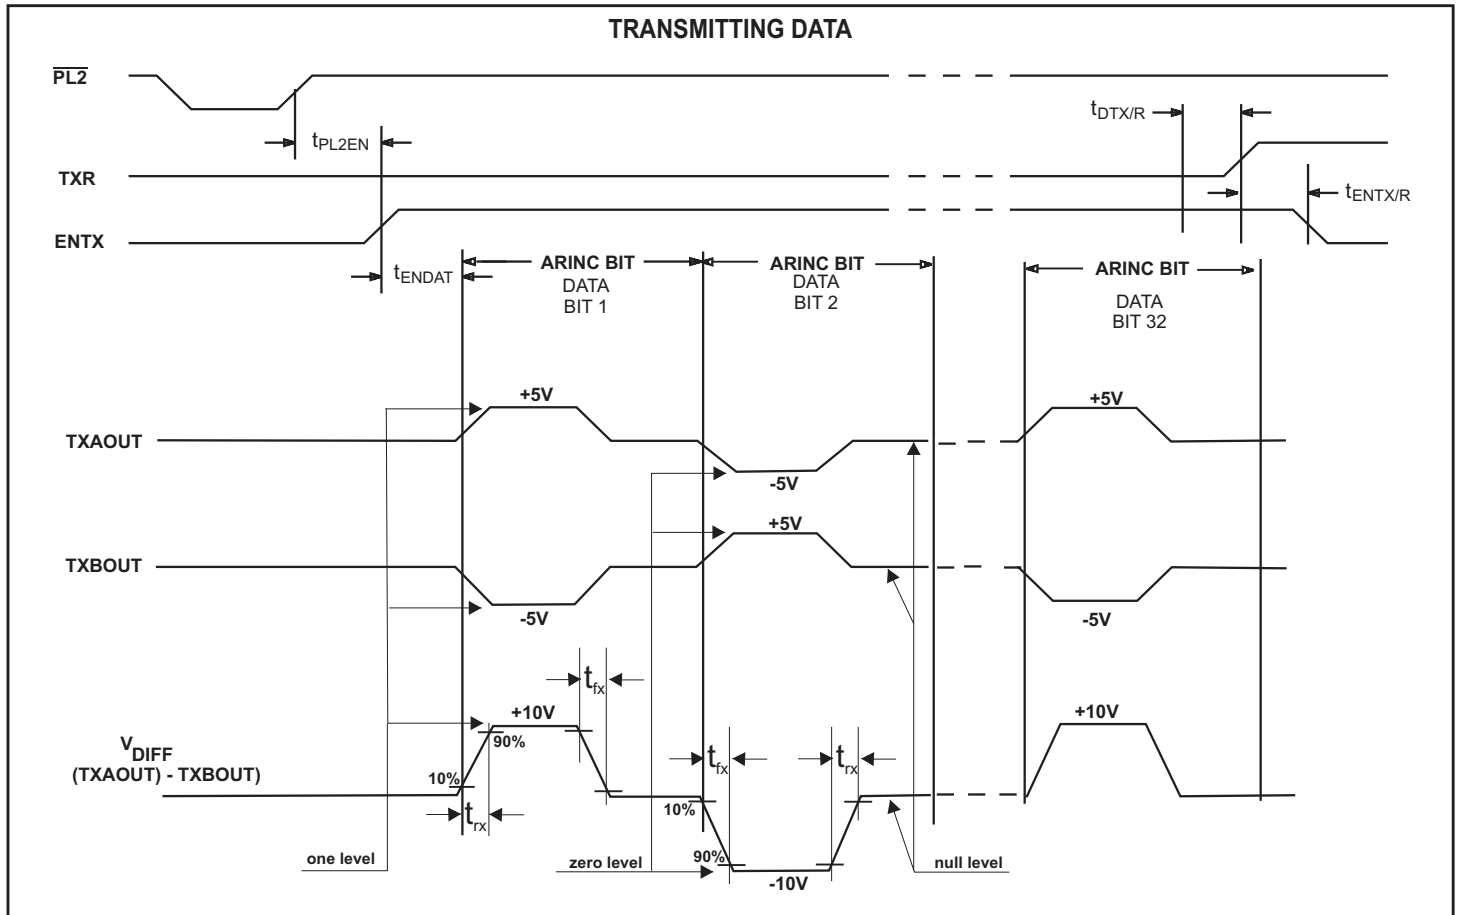 TRANSMITTING DATA
PL2
tDTX/R
tPL2EN
TXR
tENTX/R
ENTX
tENDAT
ARINC BIT
DATA
BIT 1
ARINC BIT
DATA
BIT 2
ARINC BIT
DATA
BIT 32
+5V
+5V
TXAOUT
-5V
+5V
TXBOUT
-5V
-5V
tfx
+10V
+10V
VDIFF
(TXAOUT) - TXBOUT)
90%
tfx
trx
10%
10%
trx
one level
zero level
90%
null level
-10V